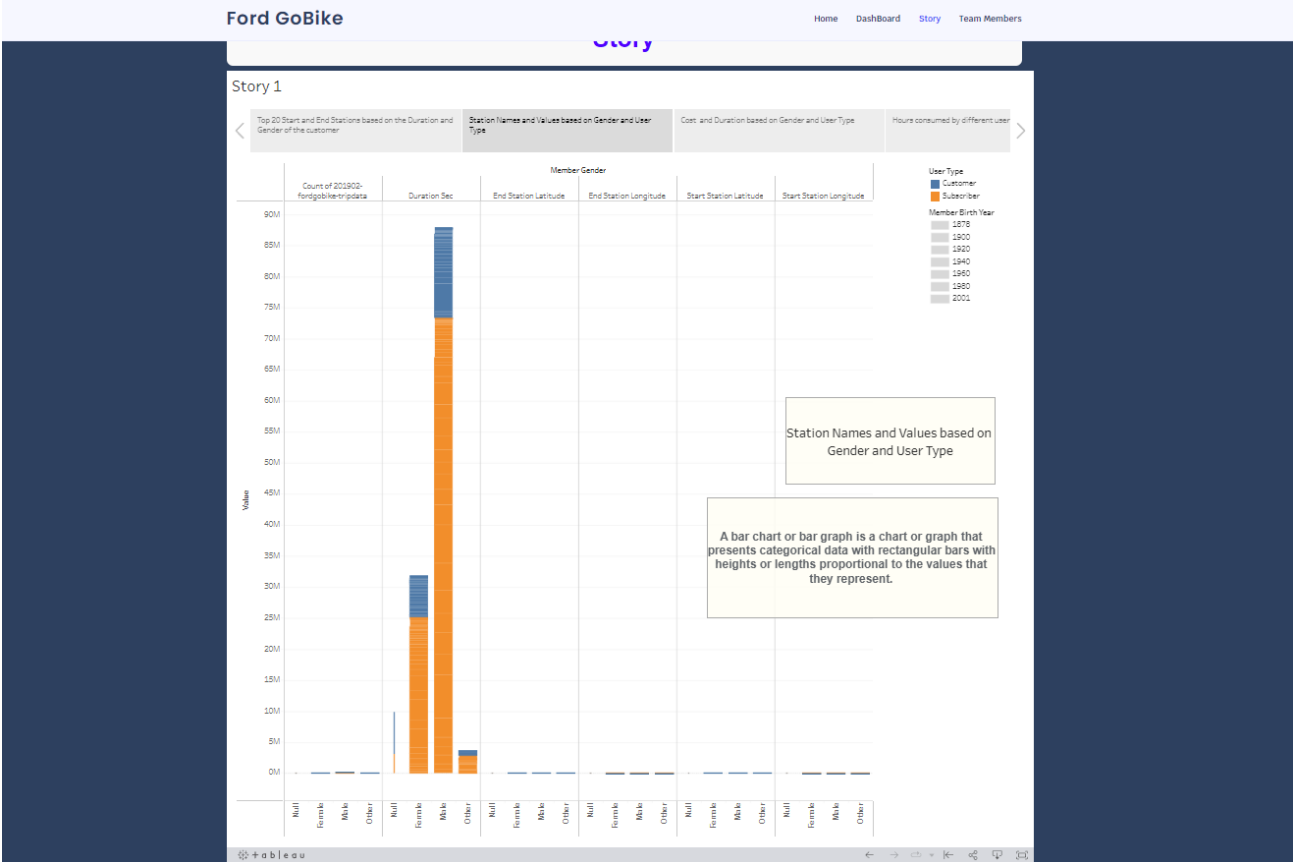 Ford GoBike
Home DashBoard Story Team Members
Story
Story 1
Top 20 Start and End Stations based on the Duration and
Gender of the customer
Station Names and Values based on Gender and User
Type
Cost and Duration based on Gender and User Type
Hours consumed by different user
Member Gender
Count of 201902-
fordgobike-tripdata
Duration Sec
End Station Latitude
End Station Longitude
Start Station Latitude
Start Station Longitude
User Type
Customer
Subscriber
Member Birth Year
1878
1900
1920
1940
1960
1980
2001
90M
85M
80M
75M
70M
65M
60M
55M
50M
45M
40M
35M
30M
25M
20M
15M
10M
5M
0M
Value
Station Names and Values based on
Gender and User Type
A bar chart or bar graph is a chart or graph that
presents categorical data with rectangular bars with
heights or lengths proportional to the values that
they represent.
Null Female Male Other Null Female Male Other Null Female Male Other Null Female Male Other Null Female Male Other Null Female Male Other
+ableau